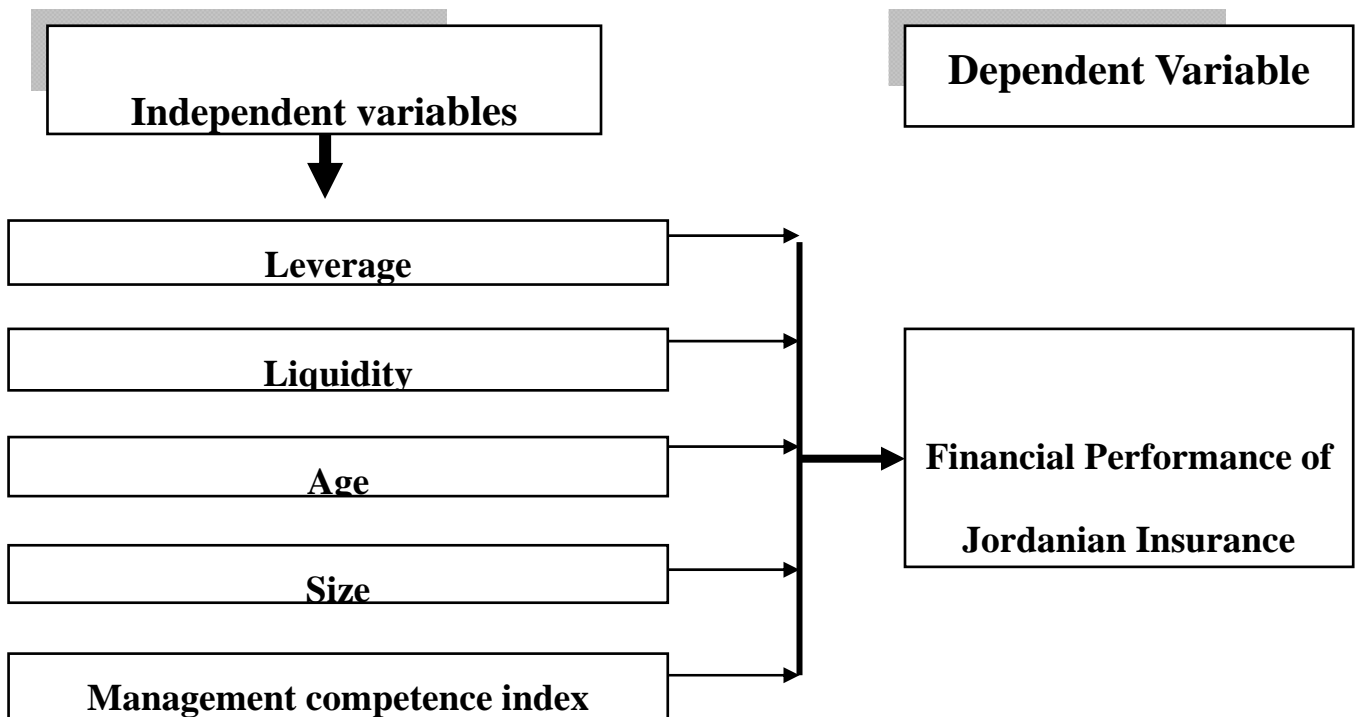 Independent variables
Dependent Variable
Leverage
Liquidity
Age
Size
Management competence index
Financial Performance of
Jordanian Insurance